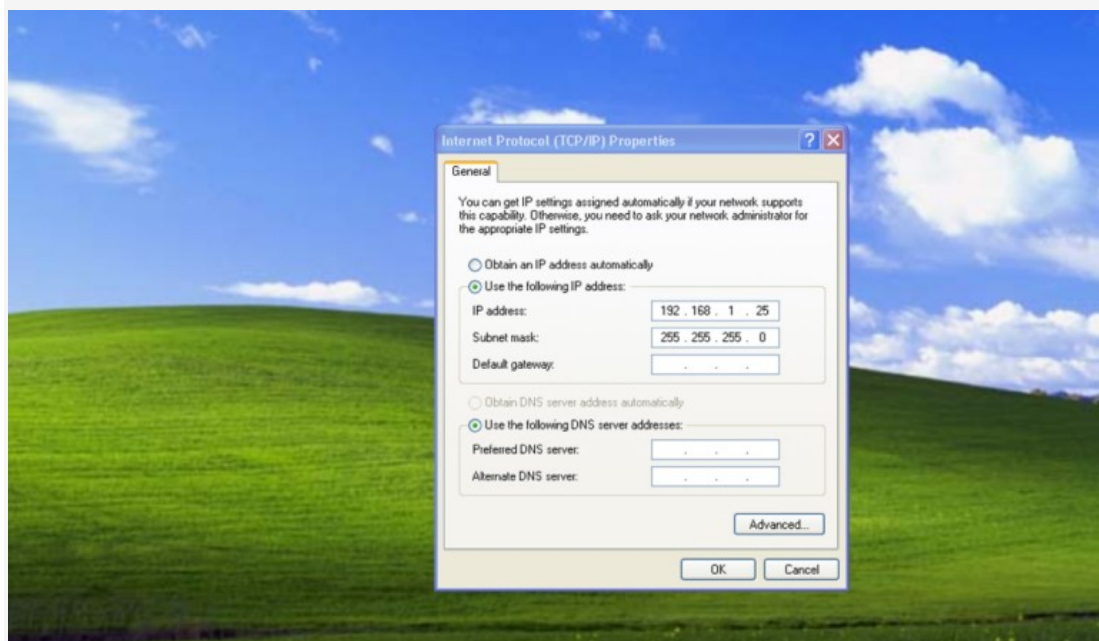 Internet Protocol (TCP/IP) Properties
General
You can get IP settings assigned automatically if your network supports
this capability. Otherwise, you need to ask your network administrator for
the appropriate IP settings.
Obtain an IP address automatically
Use the following IP address:
IP address: 192 . 168 . 1 . 25
Subnet mask: 255 . 255 . 255 . 0
Default gateway: . . .
Obtain DNS server address automatically
Use the following DNS server addresses:
Preferred DNS server: . . .
Alternate DNS server: . . .
Advanced...
OK Cancel